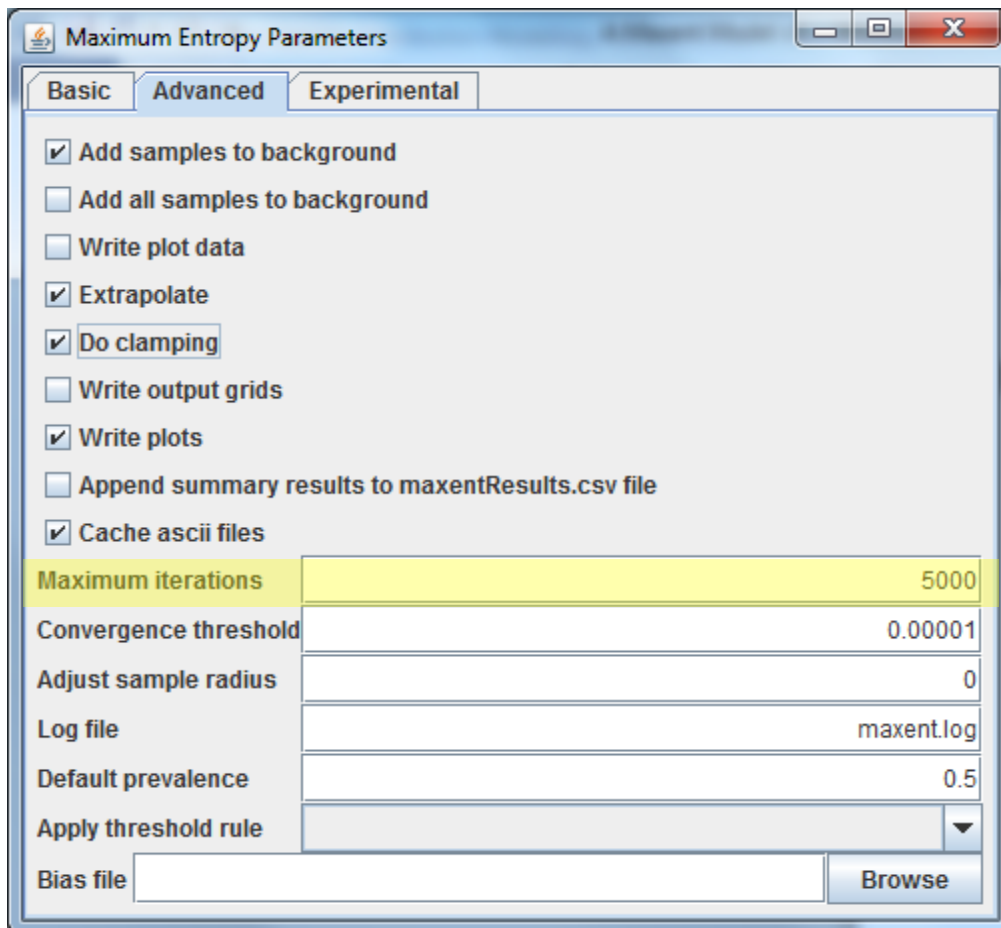 Maximum Entropy Parameters
Basic Advanced Experimental
Add samples to background
Add all samples to background
Write plot data
Extrapolate
Do clamping
Write output grids
Write plots
Append summary results to maxentResults.csv file
Cache ascii files
Maximum iterations 5000
Convergence threshold 0.00001
Adjust sample radius 0
Log file maxent.log
Default prevalence 0.5
Apply threshold rule
Bias file Browse